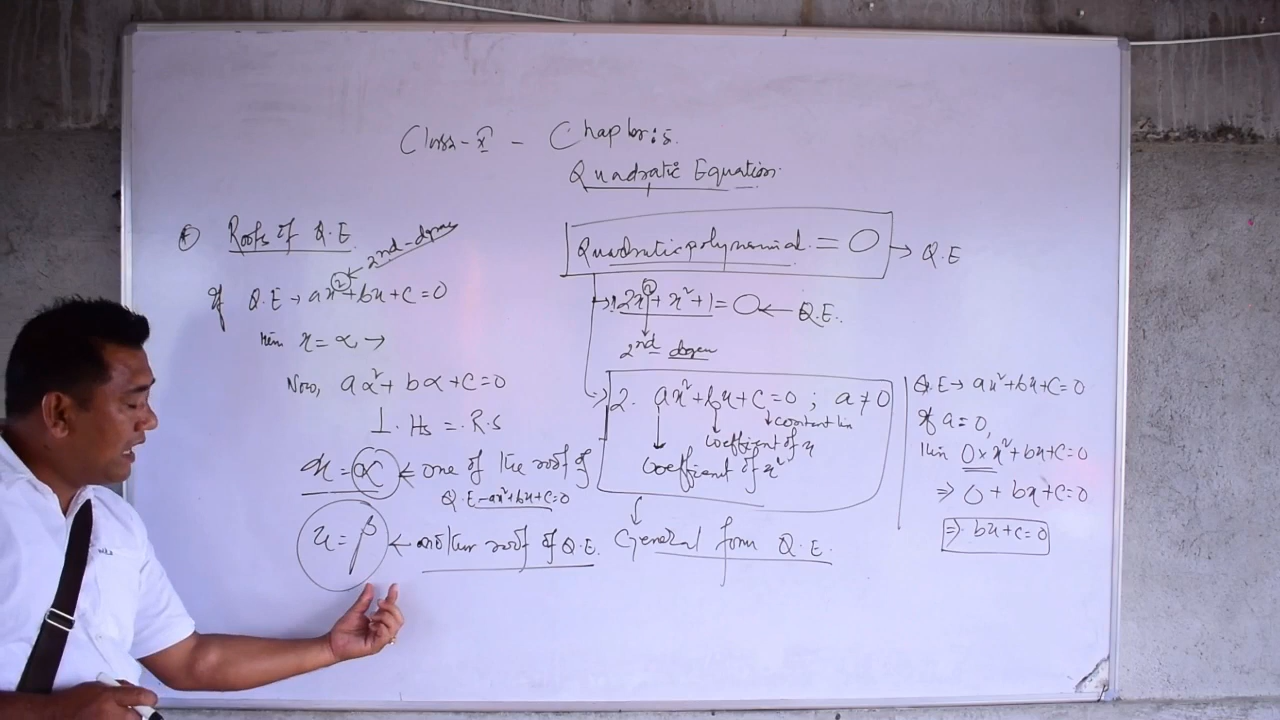 Class-X - Chapter: 5.
Quadratic Equation
Roots of Q.E.
2nd-degree
If Q.E → ax²+bx+c=0
then x = α →
Now, aα²+bα+c=0
L.Hs = R.S
x = α ← one of the root of
Q.E → ax²+bx+c=0
x = β ← another root of Q.E.
Quadratic polynomial = 0 → Q.E
1. 2x²+x²+1=0 ← Q.E.
2nd degree
2. ax²+bx+c=0 ; a≠0
constant
coefficient of x
coefficient of x²
General form Q.E.
Q.E → ax²+bx+c=0
If a=0,
then 0×x²+bx+c=0
⇒ 0+bx+c=0
⇒ bx+c=0